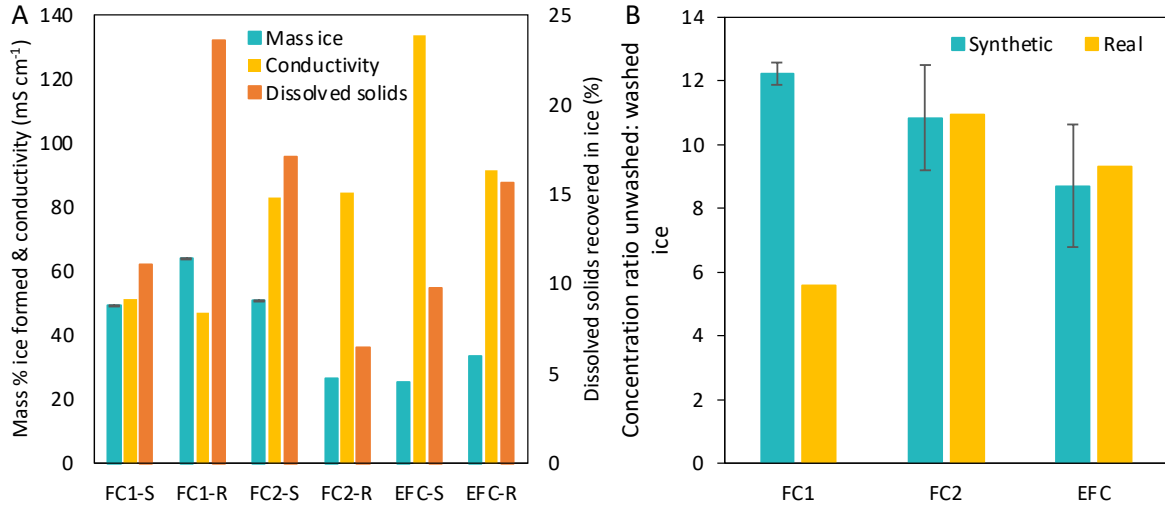 A
Mass % ice formed & conductivity (mS cm⁻¹)
140
120
100
80
60
40
20
0
Mass ice
Conductivity
Dissolved solids
25
20
15
10
5
0
Dissolved solids recovered in ice (%)
FC1-S FC1-R FC2-S FC2-R EFC-S EFC-R
B
Concentration ratio unwashed: washed
ice
14
12
10
8
6
4
2
0
Synthetic Real
FC1 FC2 EFC